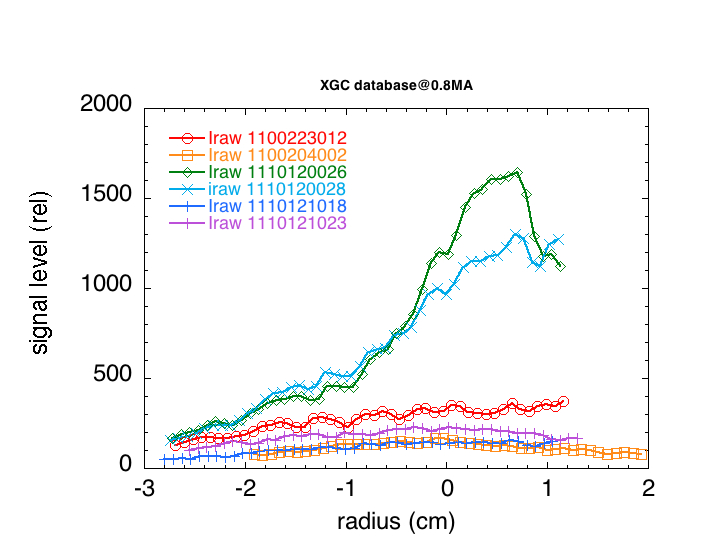 XGC database@0.8MA
2000
1500
1000
500
0
signal level (rel)
Iraw 1100223012
Iraw 1100204002
Iraw 1110120026
iraw 1110120028
Iraw 1110121018
Iraw 1110121023
-3 -2 -1 0 1 2
radius (cm)